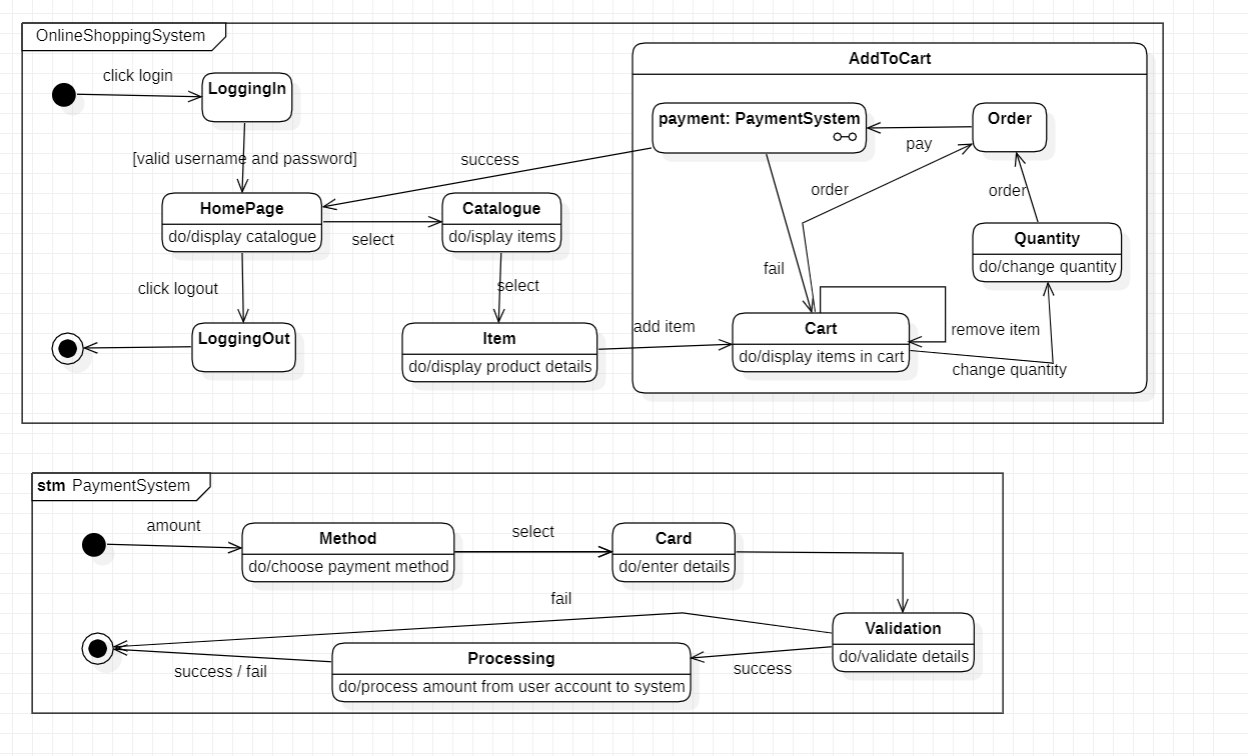 OnlineShoppingSystem
click login
LoggingIn
[valid username and password]
HomePage
do/display catalogue
select
Catalogue
do/isplay items
success
click logout
LoggingOut
select
Item
do/display product details
add item
AddToCart
payment: PaymentSystem
pay
Order
order
order
Quantity
do/change quantity
fail
Cart
do/display items in cart
remove item
change quantity
stm PaymentSystem
amount
Method
do/choose payment method
select
Card
do/enter details
fail
Validation
do/validate details
success
Processing
do/process amount from user account to system
success / fail